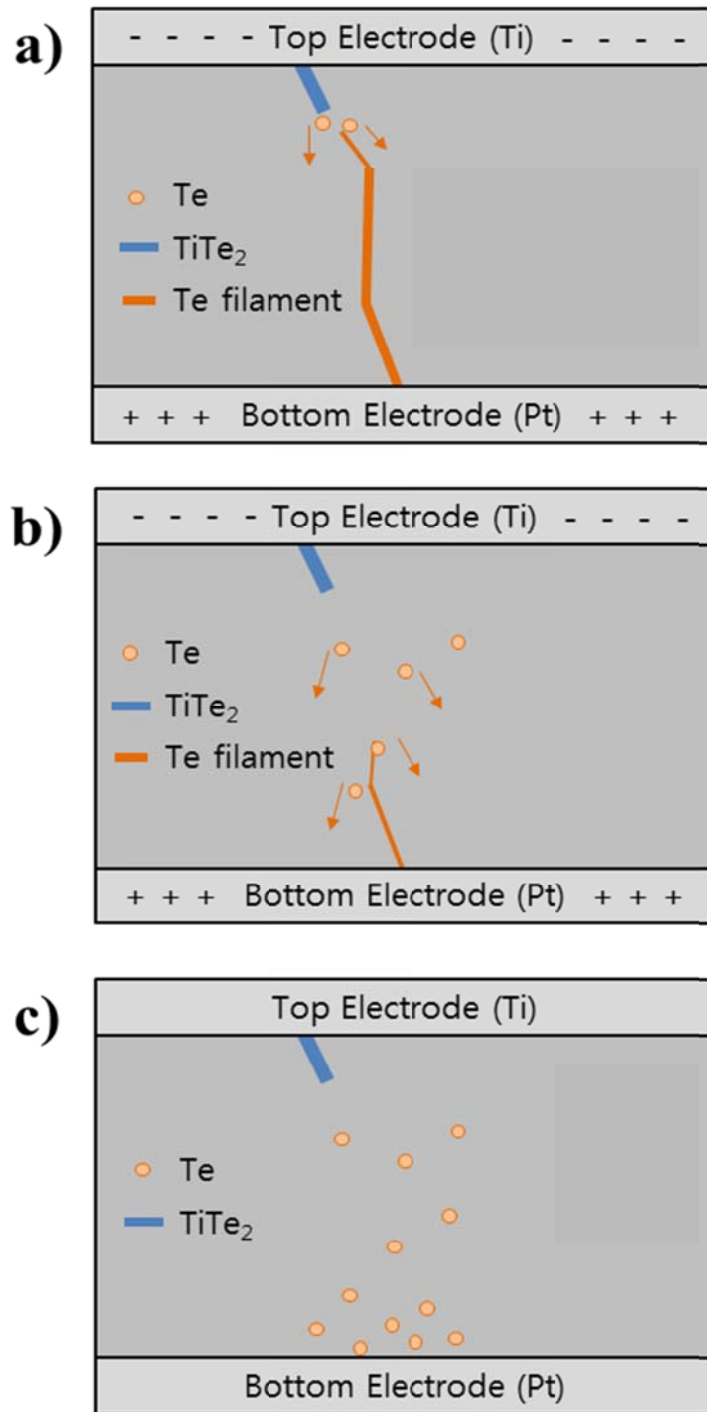 a)
- - - - Top Electrode (Ti) - - - -
Te
TiTe₂
Te filament
+ + + Bottom Electrode (Pt) + + +
b)
- - - - Top Electrode (Ti) - - - -
Te
TiTe₂
Te filament
+ + + Bottom Electrode (Pt) + + +
c)
Top Electrode (Ti)
Te
TiTe₂
Bottom Electrode (Pt)